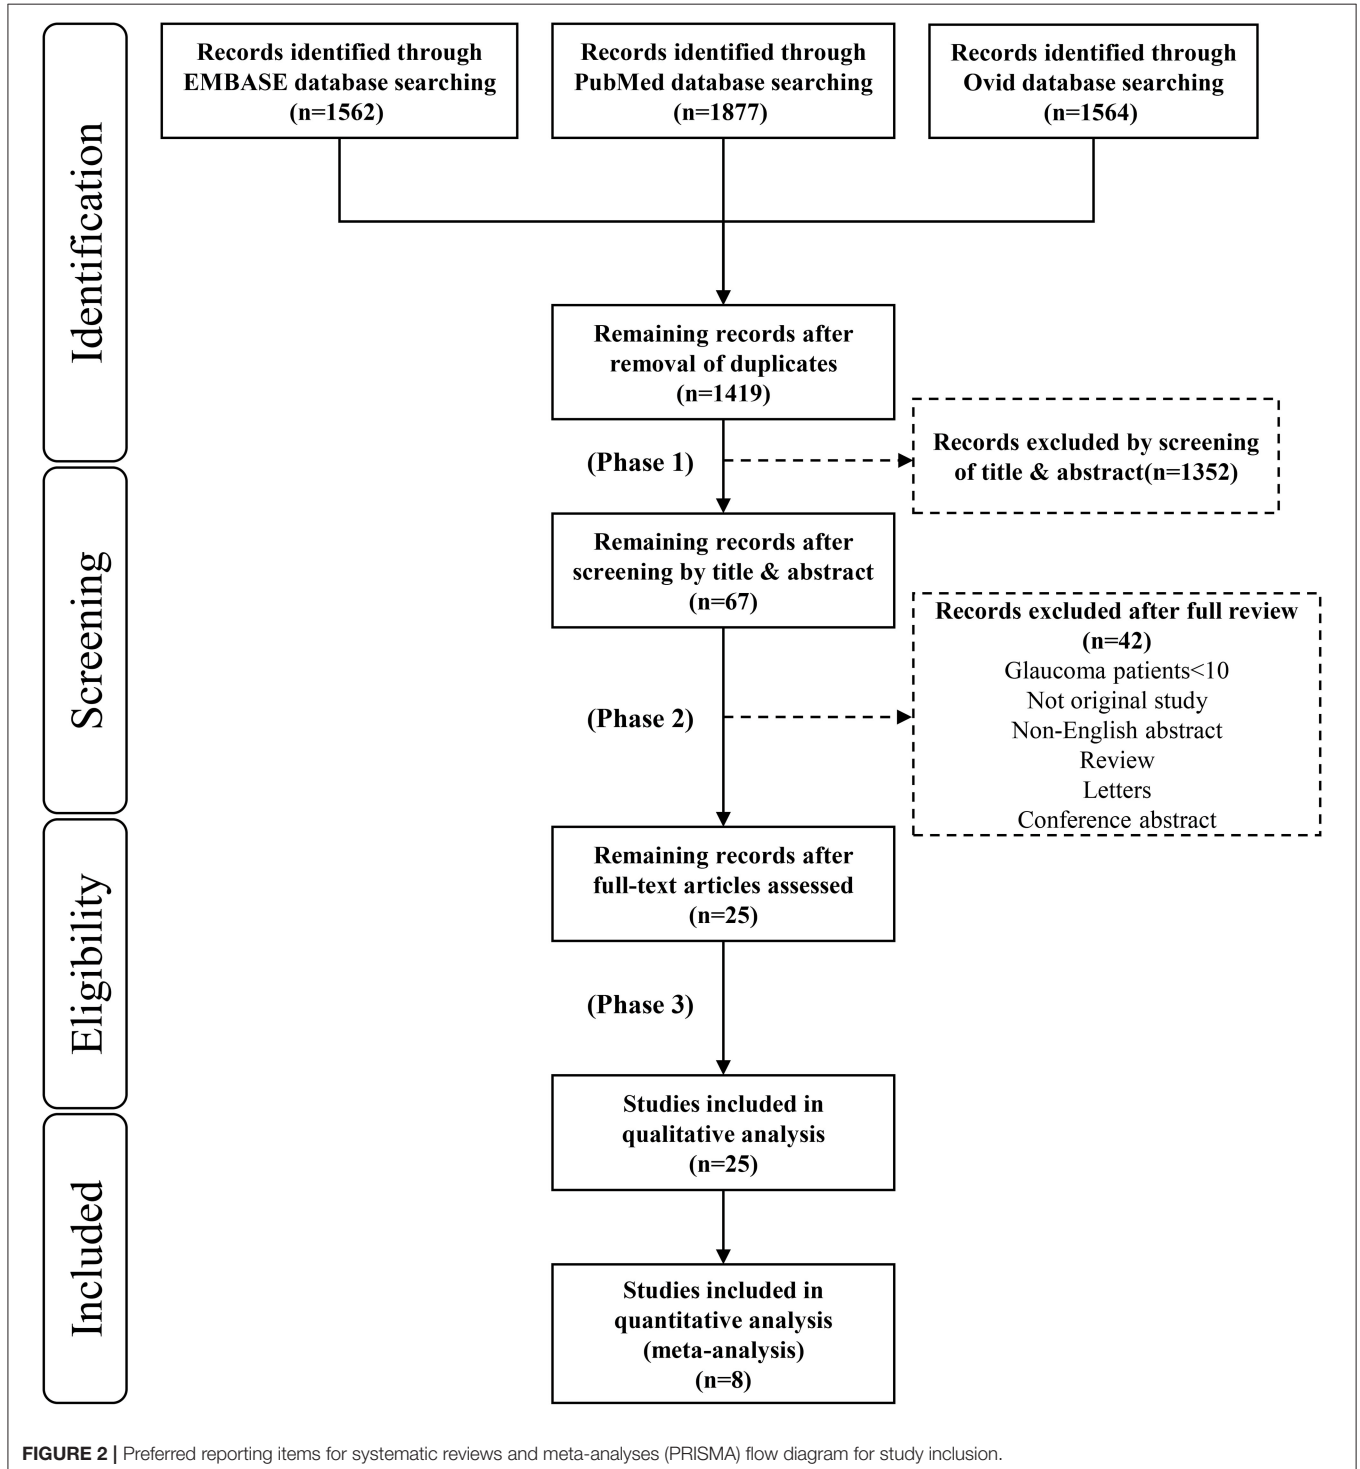 Identification
Records identified through
EMBASE database searching
(n=1562)
Records identified through
PubMed database searching
(n=1877)
Records identified through
Ovid database searching
(n=1564)
Remaining records after
removal of duplicates
(n=1419)
(Phase 1)
Records excluded by screening
of title & abstract(n=1352)
Screening
Remaining records after
screening by title & abstract
(n=67)
(Phase 2)
Records excluded after full review
(n=42)
Glaucoma patients<10
Not original study
Non-English abstract
Review
Letters
Conference abstract
Eligibility
Remaining records after
full-text articles assessed
(n=25)
(Phase 3)
Included
Studies included in
qualitative analysis
(n=25)
Studies included in
quantitative analysis
(meta-analysis)
(n=8)
FIGURE 2 | Preferred reporting items for systematic reviews and meta-analyses (PRISMA) flow diagram for study inclusion.